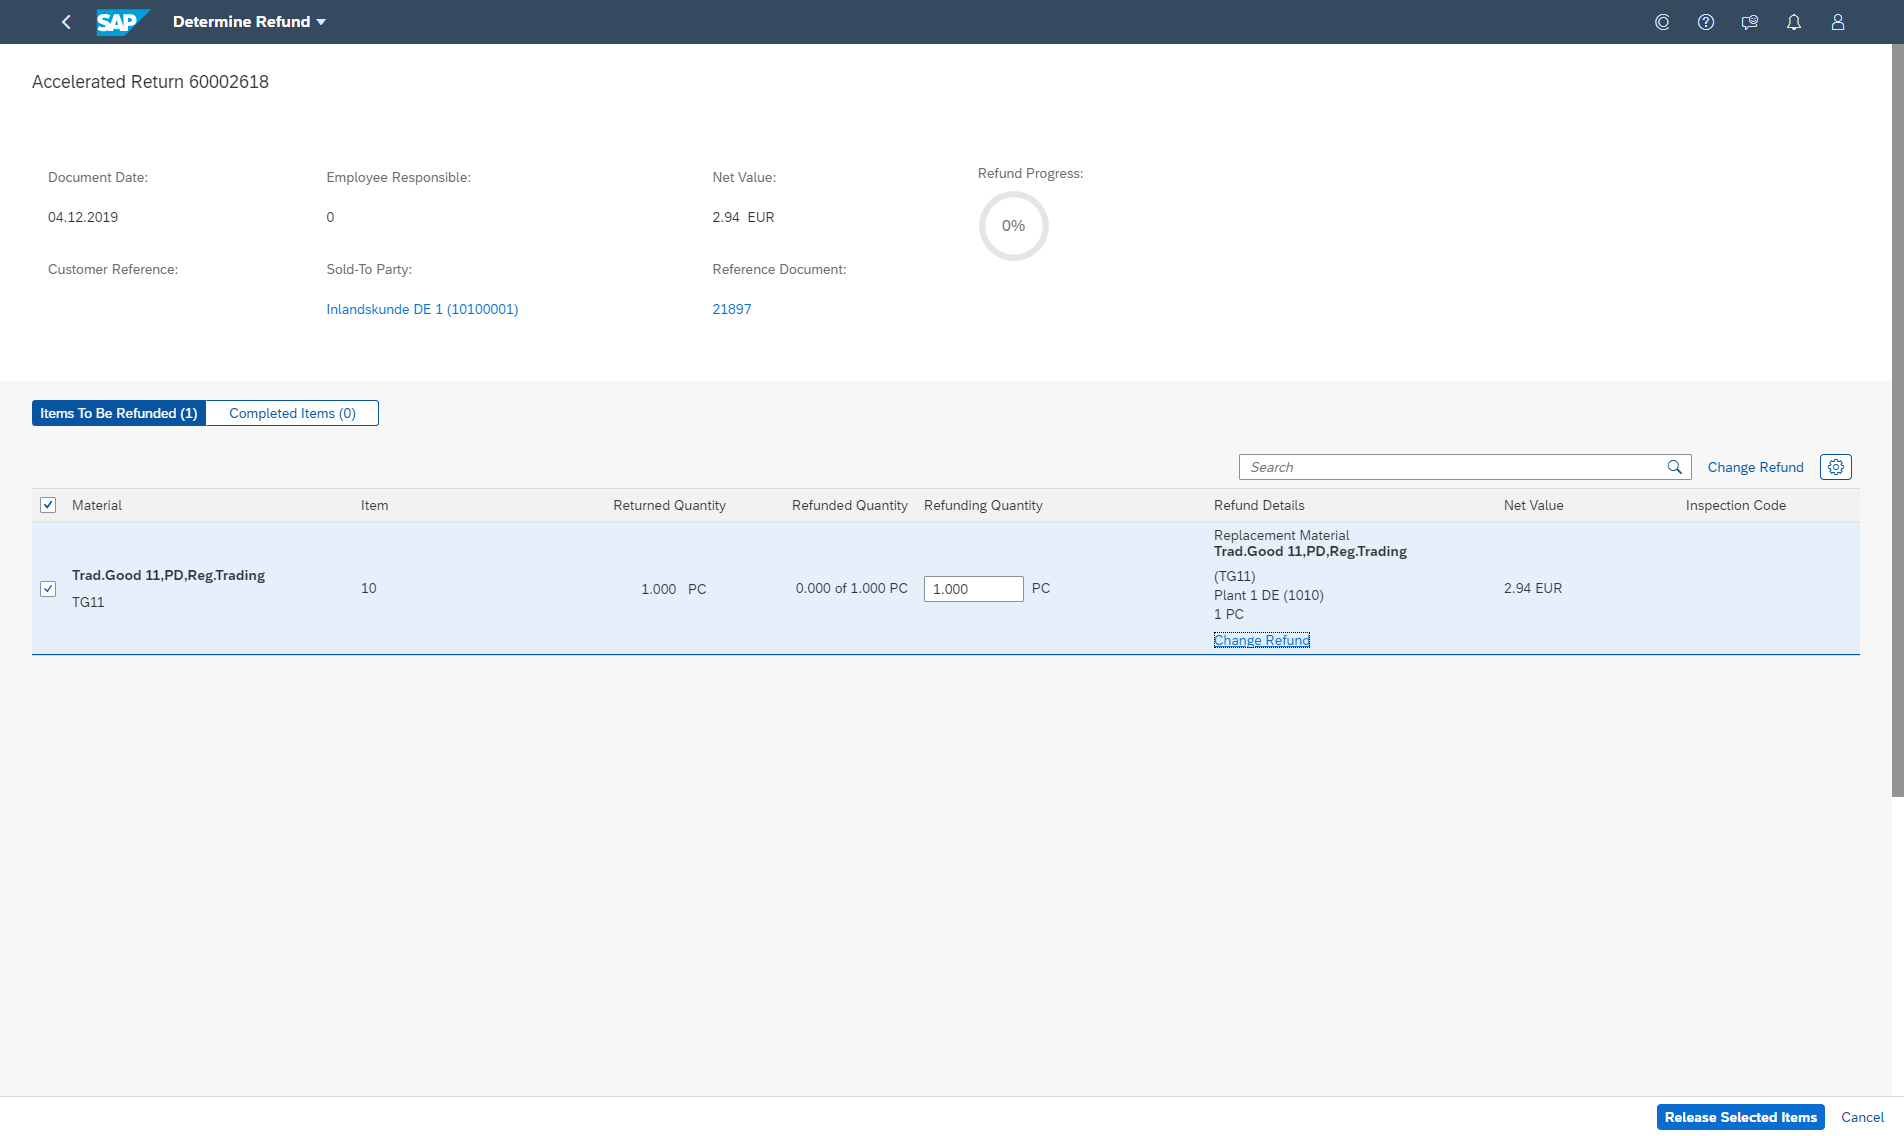 SAP Determine Refund
Accelerated Return 60002618
Document Date: Employee Responsible: Net Value: Refund Progress:
04.12.2019 0 2.94 EUR 0%
Customer Reference: Sold-To Party: Reference Document:
Inlandskunde DE 1 (10100001) 21897
Items To Be Refunded (1) Completed Items (0)
Search Change Refund
Material Item Returned Quantity Refunded Quantity Refunding Quantity Refund Details Net Value Inspection Code
Trad.Good 11,PD,Reg.Trading
TG11
10 1.000 PC 0.000 of 1.000 PC 1.000 PC
Replacement Material
Trad.Good 11,PD,Reg.Trading
(TG11)
Plant 1 DE (1010)
1 PC
Change Refund
2.94 EUR
Release Selected Items Cancel